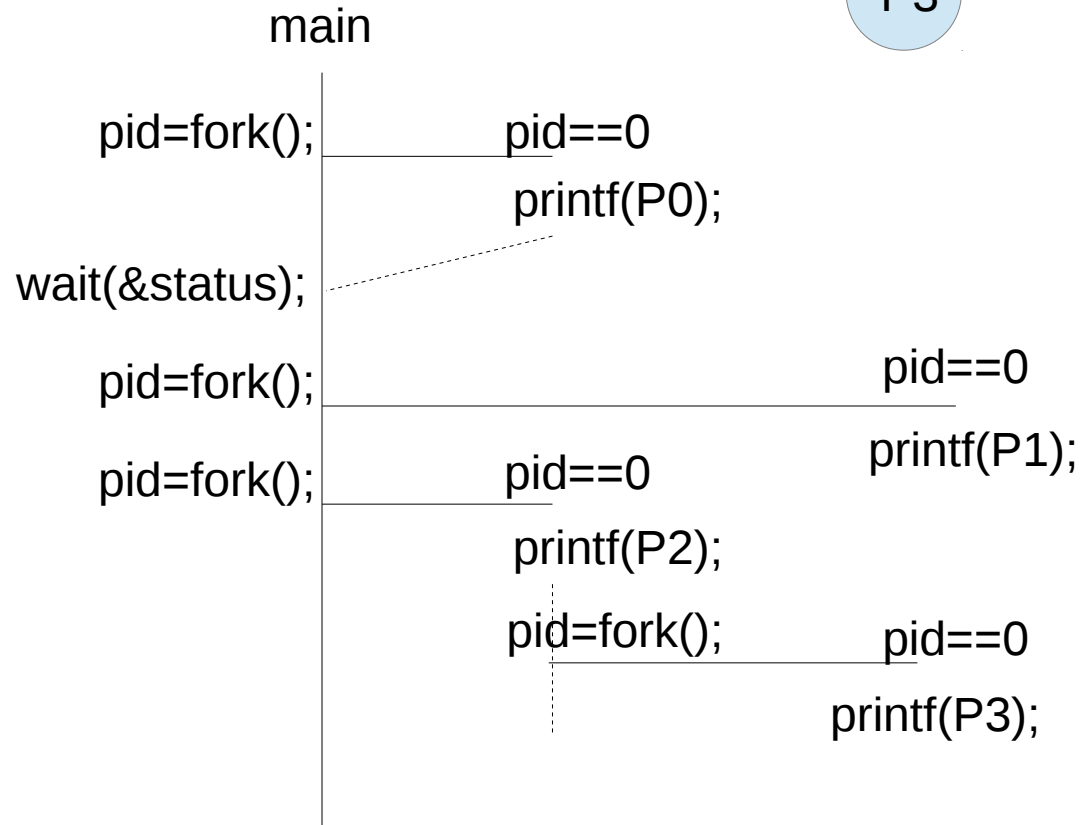 P3
main
pid=fork();
pid==0
printf(P0);
wait(&status);
pid==0
pid=fork();
printf(P1);
pid==0
pid=fork();
printf(P2);
pid=fork();
pid==0
printf(P3);